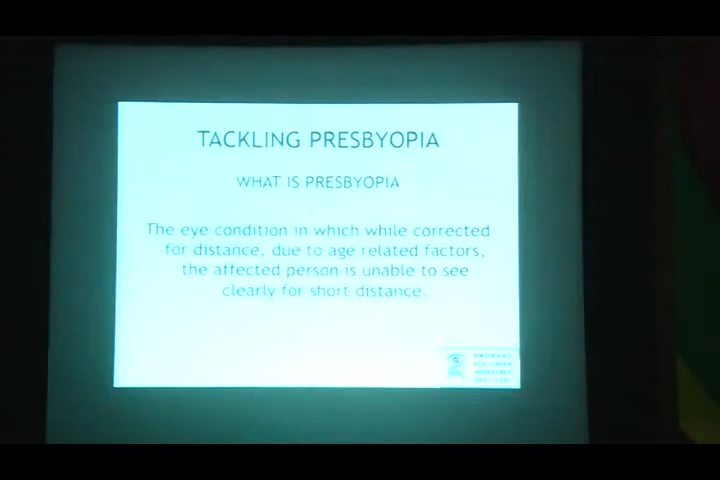 TACKLING PRESBYOPIA
WHAT IS PRESBYOPIA
The eye condition in which while corrected
for distance, due to age related factors,
the affected person is unable to see
clearly for short distance.